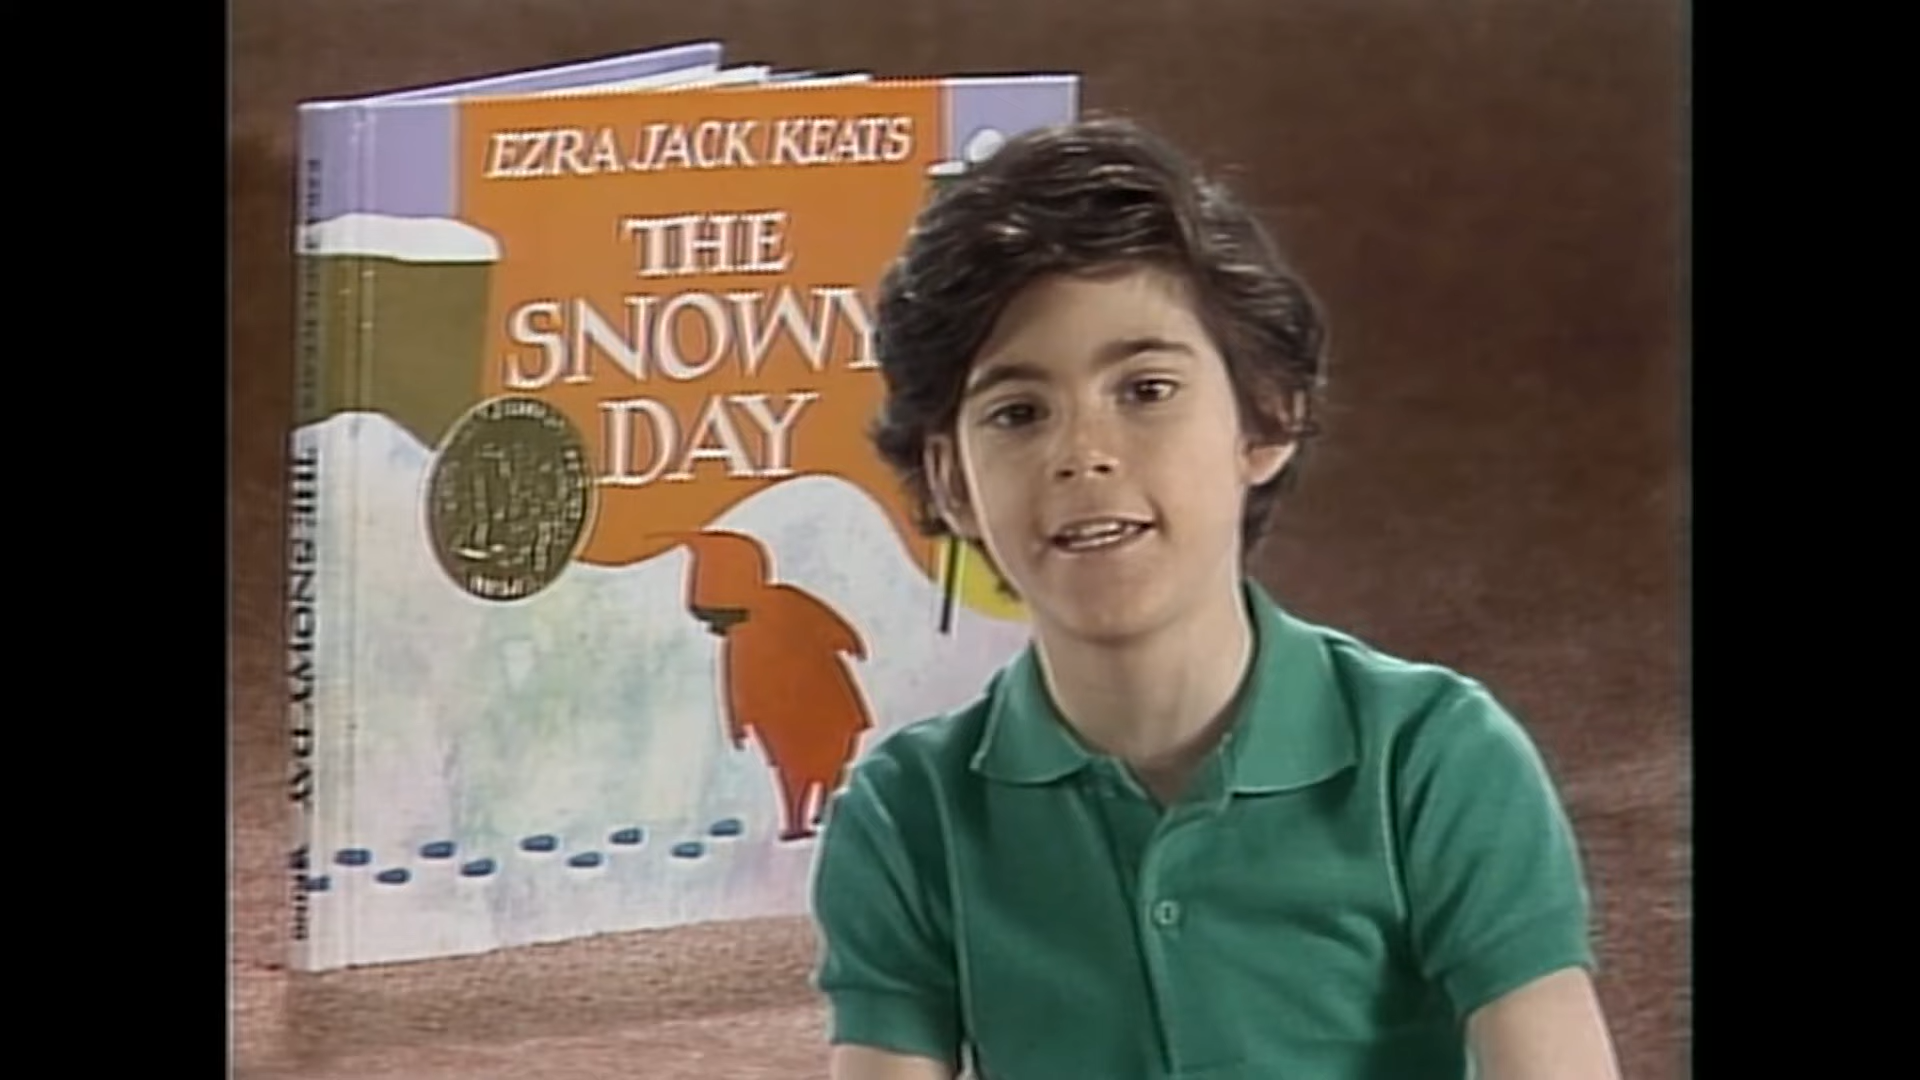 EZRA JACK KEATS
THE
SNOWY
DAY
THE SNOWY DAY